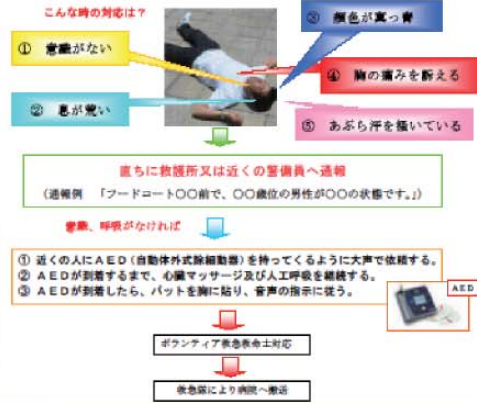 こんな時の対応は？
① 意識がない
② 息が荒い
③ 顔色が真っ青
④ 胸の痛みを訴える
⑤ あぶら汗を掻いている
直ちに救護所又は近くの警備員へ通報
（通報例 「フードコート〇〇前で、〇〇歳位の男性が〇〇の状態です。」）
意識、呼吸がなければ
① 近くの人にＡＥＤ（自動体外式除細動器）を持ってくるように大声で依頼する。
② ＡＥＤが到着するまで、心臓マッサージ及び人工呼吸を継続する。
③ ＡＥＤが到着したら、パットを胸に貼り、音声の指示に従う。
ＡＥＤ
ボランティア救急救命士対応
救急隊により病院へ搬送